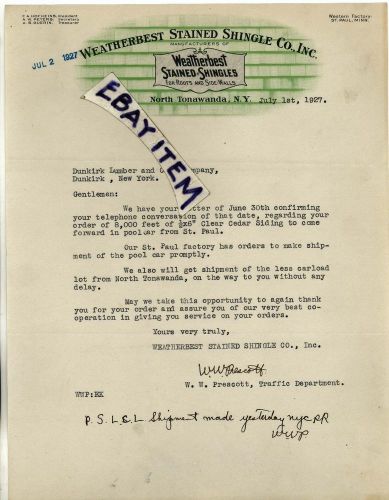 A. N. PETERS, Secretary
Western Factory
ST. PAUL, MINN.
JUL 2 1927
WEATHERBEST STAINED SHINGLE CO., INC.
MANUFACTURERS OF
Weatherbest
STAINED-SHINGLES
FOR ROOFS AND SIDE-WALLS
North Tonawanda, N.Y. July 1st, 1927.
EBAY ITEM
Dunkirk Lumber and Company,
Dunkirk , New York.
Gentlemen:
We have your letter of June 30th confirming
your telephone conversation of that date, regarding your
order of 8,000 feet of ½x6" Clear Cedar Siding to come
forward in pool car from St. Paul.
Our St. Paul factory has orders to make ship-
ment of the pool car promptly.
We also will get shipment of the less carload
lot from North Tonawanda, on the way to you without any
delay.
May we take this opportunity to again thank
you for your order and assure you of our very best co-
operation in giving you service on your orders.
Yours very truly,
WEATHERBEST STAINED SHINGLE CO., Inc.
W W Prescott
W. W. Prescott, Traffic Department.
WWP:EK
P.S. L.C.L Shipment made yesterday nyc RR
WWP